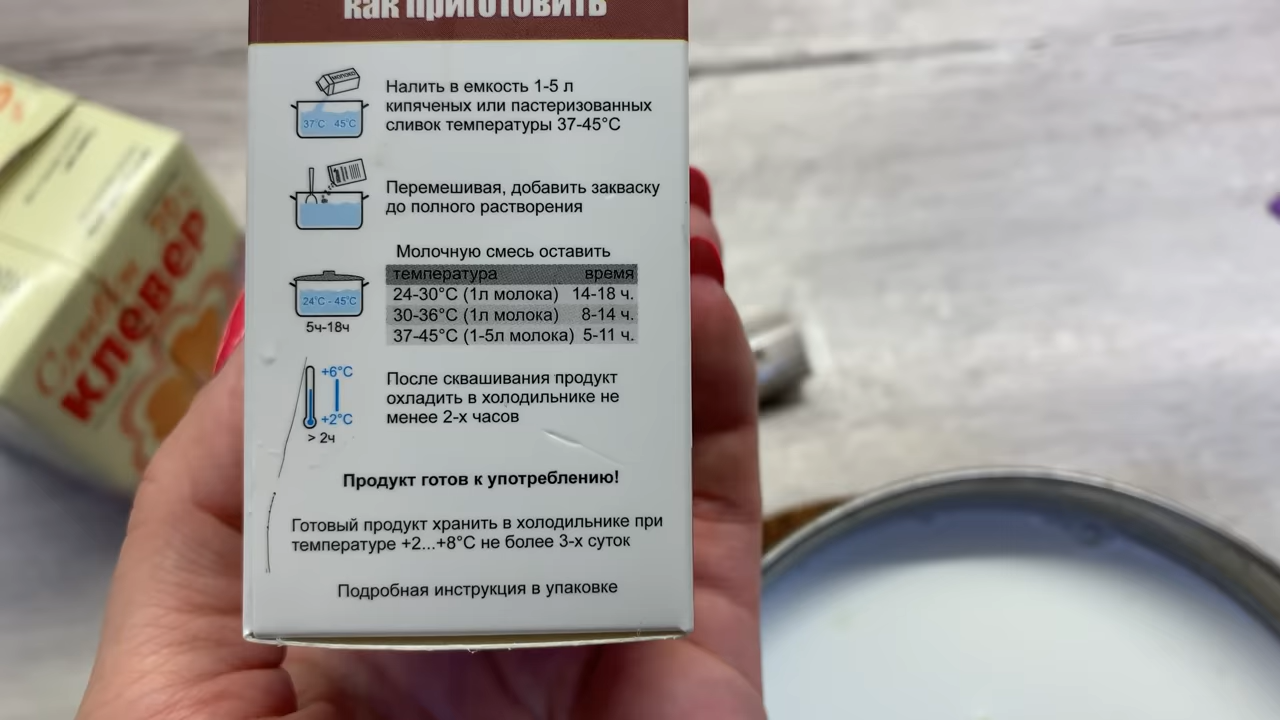 как приготовить
молоко
37°C 45°C
Налить в емкость 1-5 л
кипяченых или пастеризованных
сливок температуры 37-45°C
Перемешивая, добавить закваску
до полного растворения
Молочную смесь оставить
температура время
24-30°C (1л молока) 14-18 ч.
30-36°C (1л молока) 8-14 ч.
37-45°C (1-5л молока) 5-11 ч.
24°C - 45°C
5ч-18ч
+6°C
+2°C
> 2ч
После сквашивания продукт
охладить в холодильнике не
менее 2-х часов
Продукт готов к употреблению!
Готовый продукт хранить в холодильнике при
температуре +2...+8°C не более 3-х суток
Подробная инструкция в упаковке
Сливки
клевер